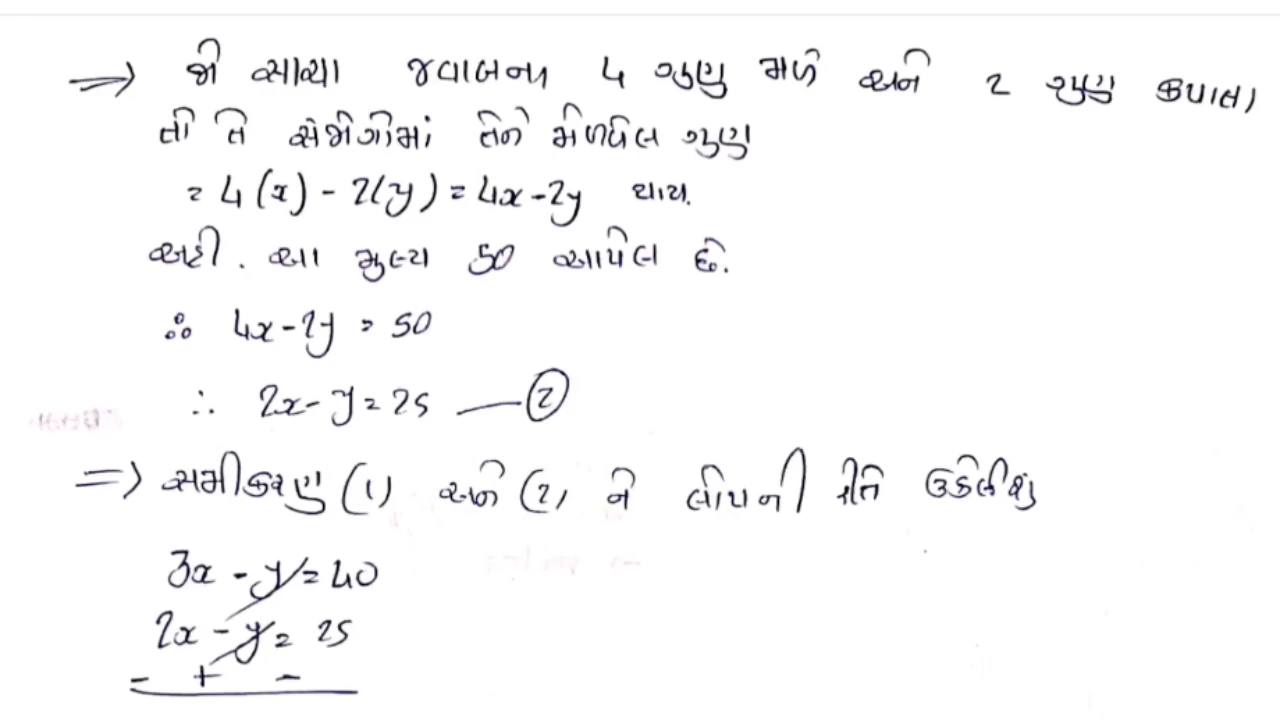 ⇒ જો સાચા જવાબના 4 ગુણ મળે અને 2 ગુણ કપાતા
તો તે સંજોગોમાં તેને મેળવેલ ગુણ
= 4(x) - 2(y) = 4x-2y થાય.
અહી. આ મુલ્ય 50 આપેલ છે.
∴ 4x-2y = 50
∴ 2x-y=25 — (2)
⇒ સમીકરણ (1) અને (2) ને લોપની રીતે ઉકેલીશું
3x - y = 40
2x - y = 25
- + -